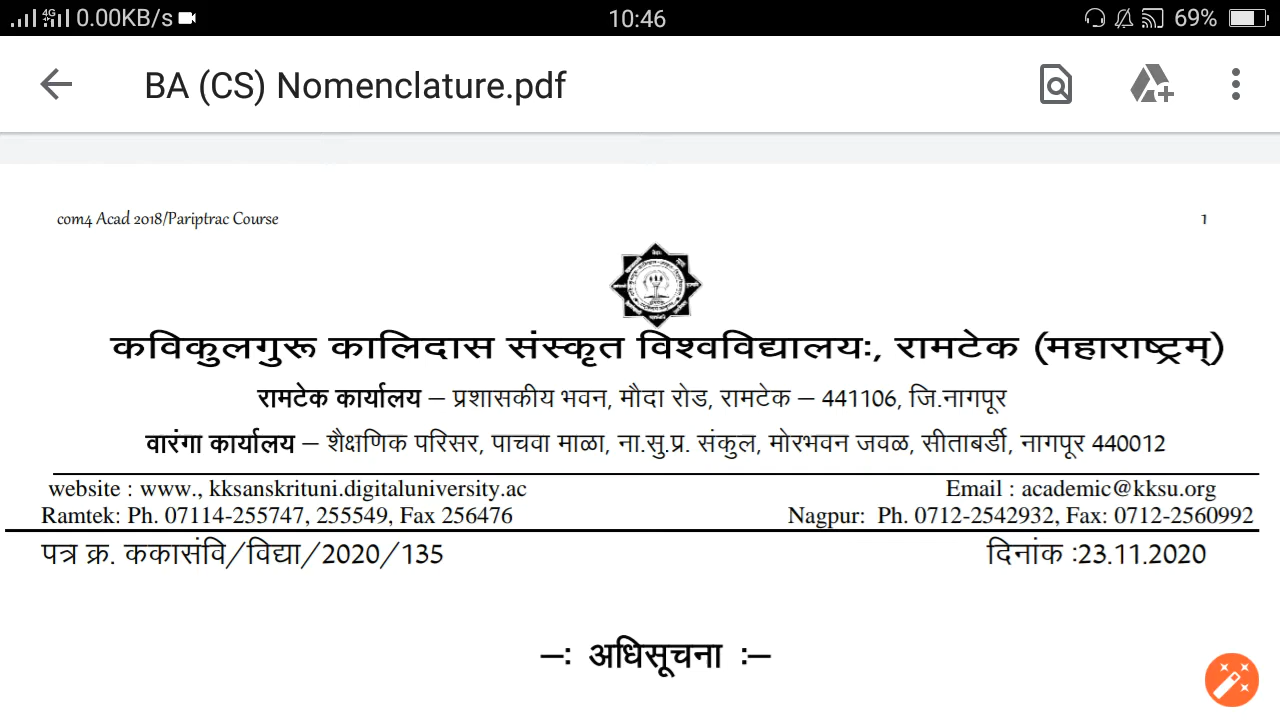 4G 0.00KB/s 10:46 69%
BA (CS) Nomenclature.pdf
com4 Acad 2018/Pariptrac Course 1
कविकुलगुरू कालिदास संस्कृत विश्वविद्यालयः, रामटेक (महाराष्ट्रम्)
रामटेक कार्यालय – प्रशासकीय भवन, मौदा रोड, रामटेक – 441106, जि.नागपूर
वारंगा कार्यालय – शैक्षणिक परिसर, पाचवा माळा, ना.सु.प्र. संकुल, मोरभवन जवळ, सीताबर्डी, नागपूर 440012
website : www., kksanskrituni.digitaluniversity.ac Email : academic@kksu.org
Ramtek: Ph. 07114-255747, 255549, Fax 256476 Nagpur: Ph. 0712-2542932, Fax: 0712-2560992
पत्र क्र. ककासंवि/विद्या/2020/135 दिनांक :23.11.2020
–: अधिसूचना :–